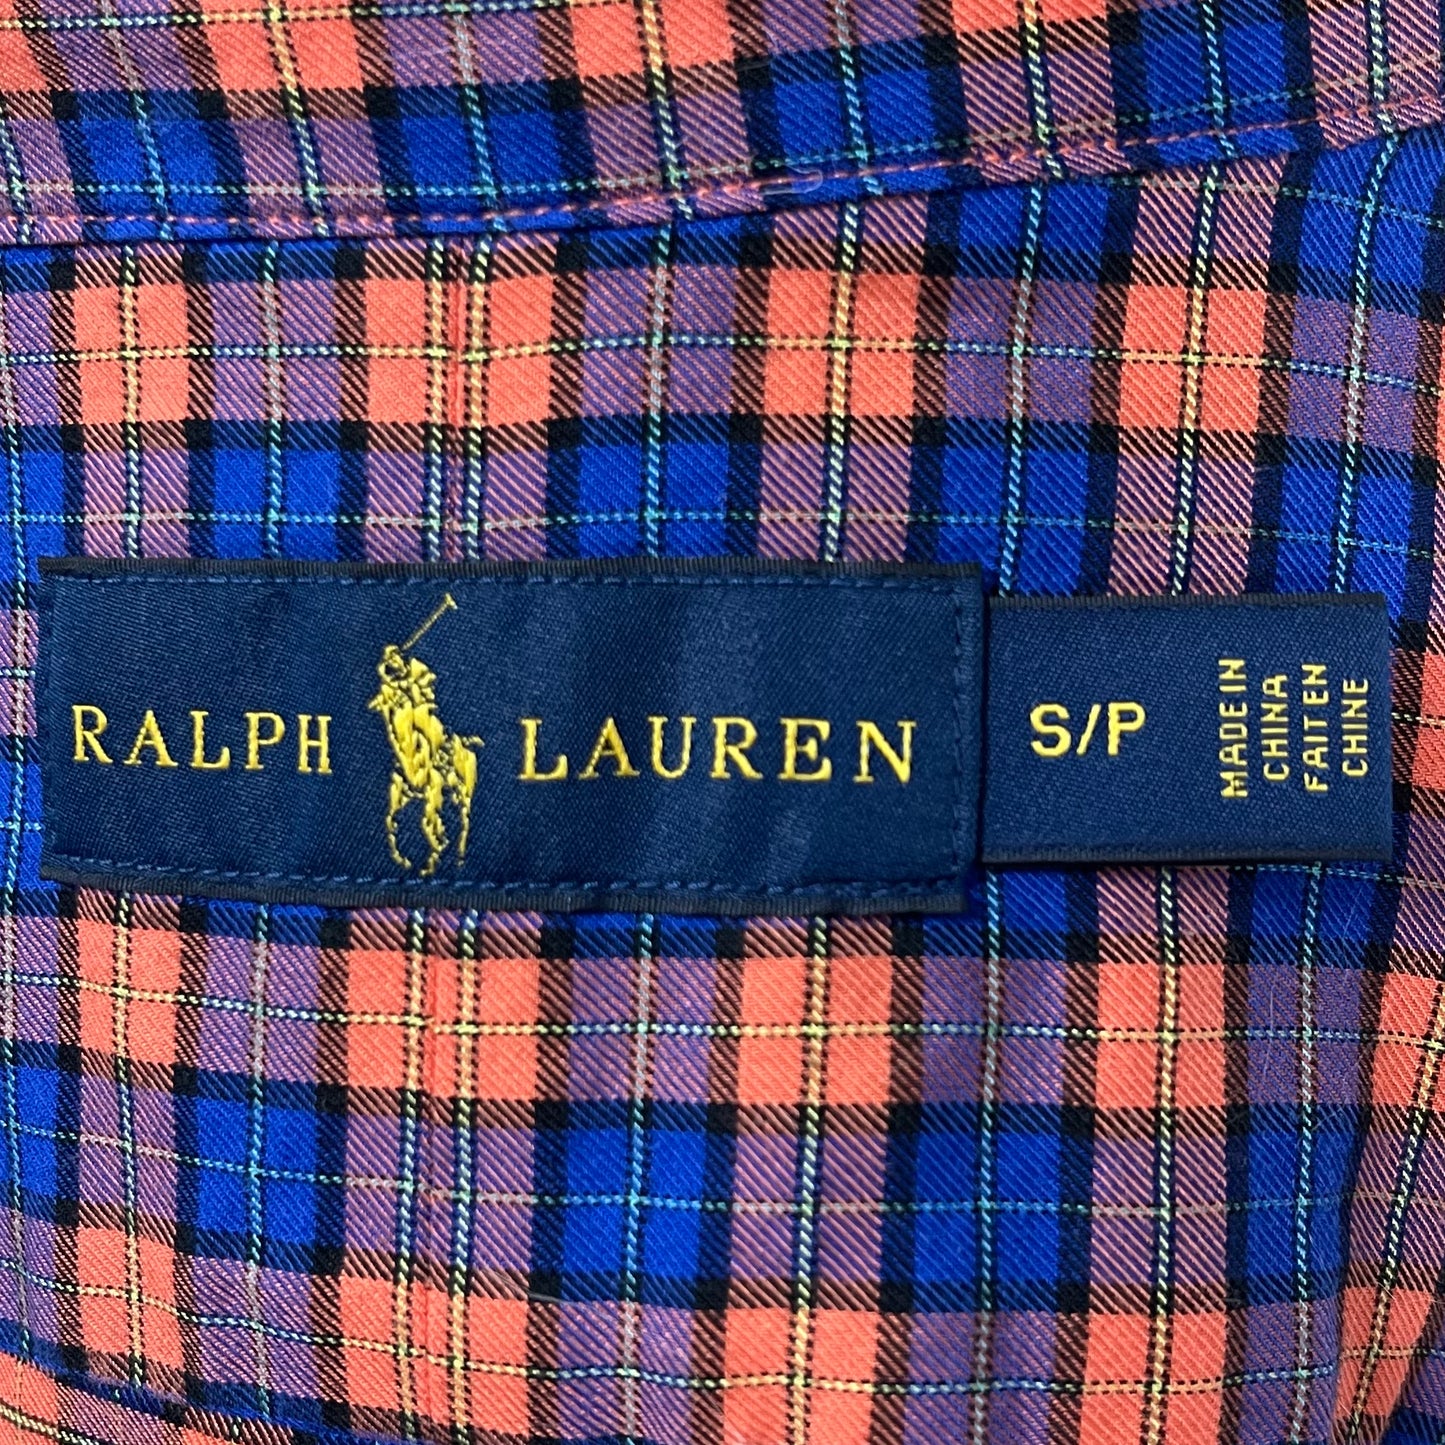 RALPH LAUREN
S/P
MADE IN
CHINA
FAIT EN
CHINE